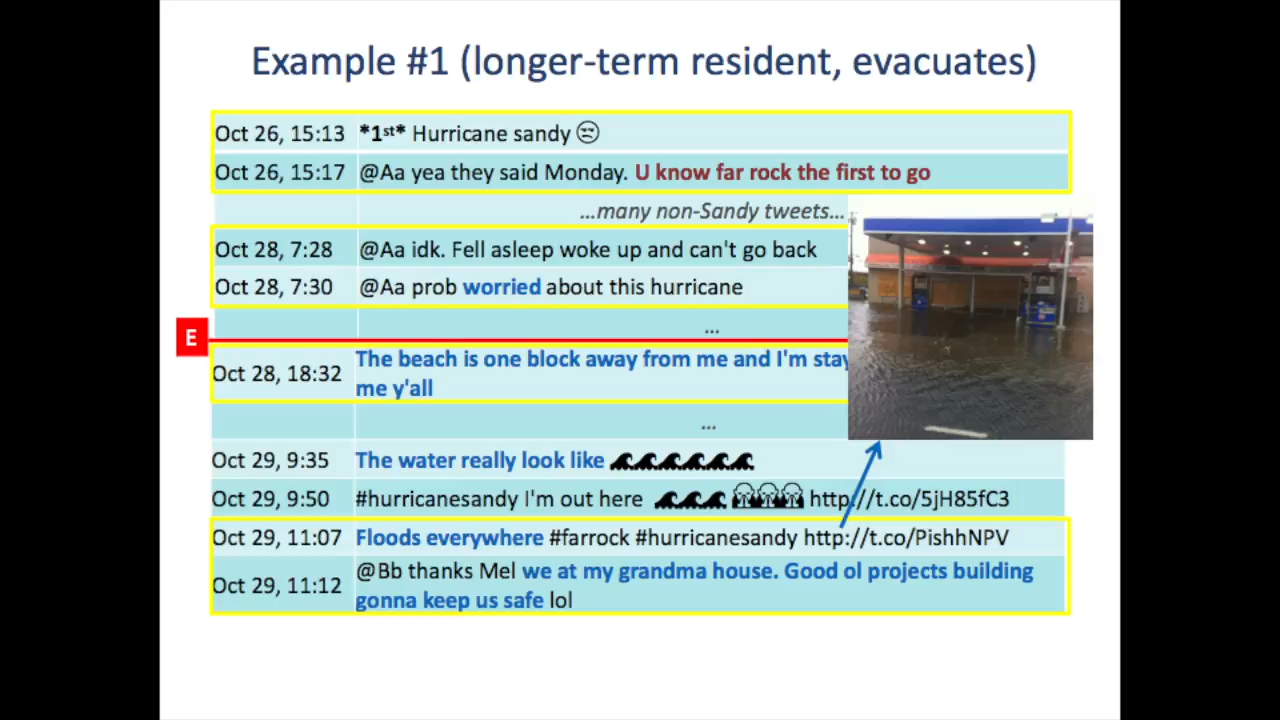 Example #1 (longer-term resident, evacuates)
Oct 26, 15:13 *1st* Hurricane sandy 😒
Oct 26, 15:17 @Aa yea they said Monday. U know far rock the first to go
...many non-Sandy tweets...
Oct 28, 7:28 @Aa idk. Fell asleep woke up and can't go back
Oct 28, 7:30 @Aa prob worried about this hurricane
...
E
Oct 28, 18:32 The beach is one block away from me and I'm stay
me y'all
...
Oct 29, 9:35 The water really look like 🌊🌊🌊🌊🌊🌊
Oct 29, 9:50 #hurricanesandy I'm out here 🌊🌊🌊 😭😭😭 http://t.co/5jH85fC3
Oct 29, 11:07 Floods everywhere #farrock #hurricanesandy http://t.co/PishhNPV
Oct 29, 11:12 @Bb thanks Mel we at my grandma house. Good ol projects building
gonna keep us safe lol